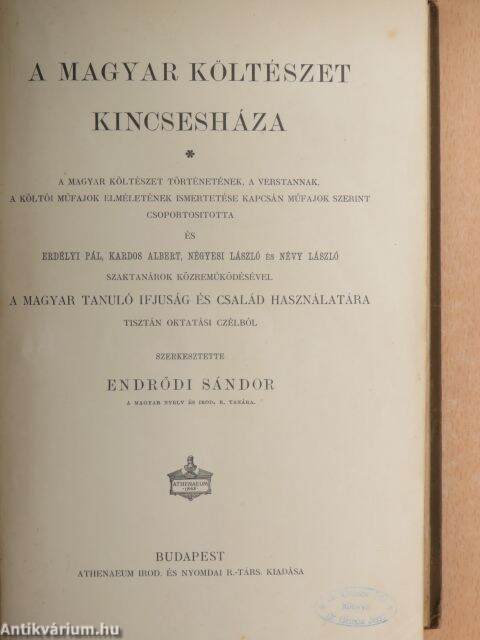 A MAGYAR KÖLTÉSZET
KINCSESHÁZA
*
A MAGYAR KÖLTÉSZET TÖRTÉNETÉNEK, A VERSTANNAK,
A KÖLTŐI MŰFAJOK ELMÉLETÉNEK ISMERTETÉSE KAPCSÁN MŰFAJOK SZERINT
CSOPORTOSITOTTA
ÉS
ERDÉLYI PÁL, KARDOS ALBERT, NÉGYESI LÁSZLÓ ÉS NÉVY LÁSZLÓ
SZAKTANÁROK KÖZREMŰKÖDÉSÉVEL
A MAGYAR TANULÓ IFJUSÁG ÉS CSALÁD HASZNÁLATÁRA
TISZTÁN OKTATÁSI CZÉLBÓL
SZERKESZTETTE
ENDRŐDI SÁNDOR
A MAGYAR NYELV ÉS IROD. R. TANÁRA.
ATHENAEUM
BUDAPEST
ATHENAEUM IROD. ÉS NYOMDAI R.-TÁRS. KIADÁSA
Antikvárium.hu